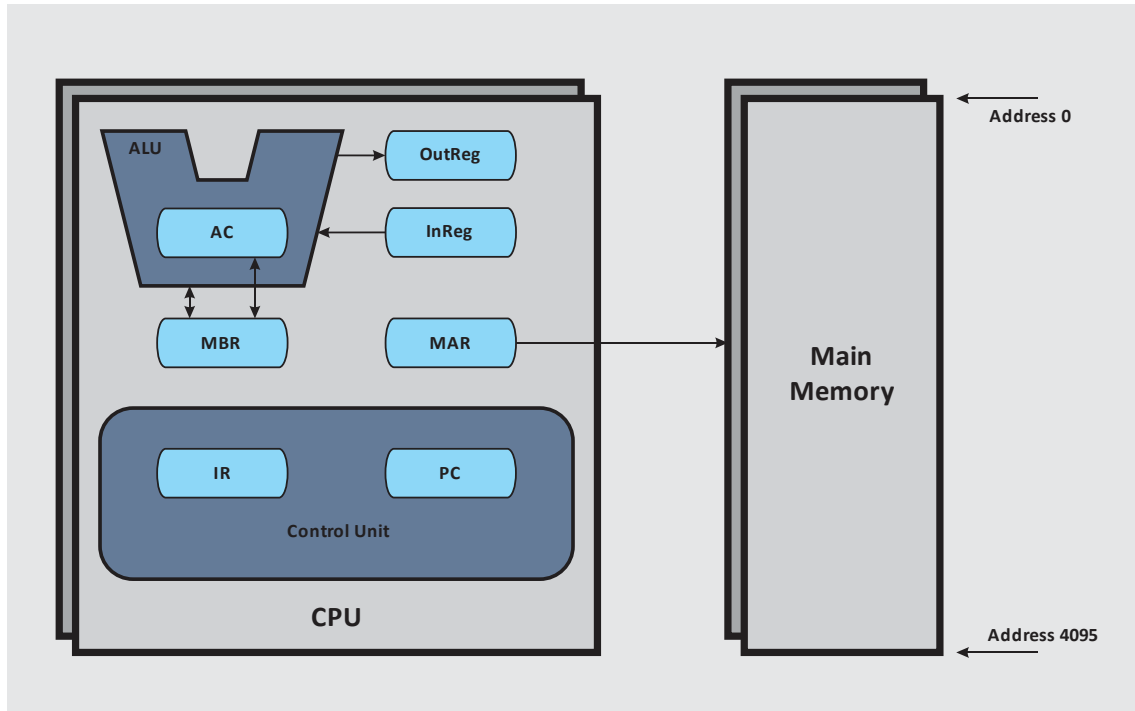 ALU
OutReg
AC
InReg
MBR
MAR
IR
PC
Control Unit
CPU
Main
Memory
Address 0
Address 4095